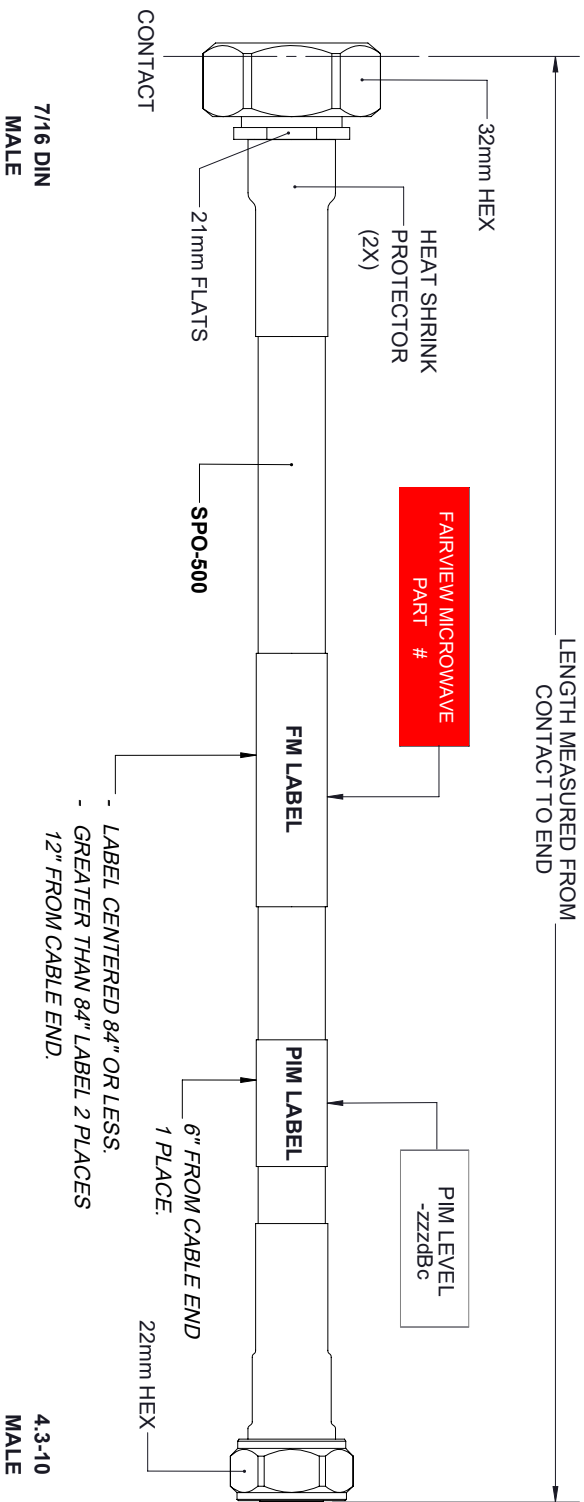 LENGTH MEASURED FROM
CONTACT TO END
32mm HEX
HEAT SHRINK
PROTECTOR
(2X)
FAIRVIEW MICROWAVE
PART #
PIM LEVEL
-zzzdBc
FM LABEL
PIM LABEL
CONTACT
21mm FLATS
SPO-500
- LABEL CENTERED 84" OR LESS.
- GREATER THAN 84" LABEL 2 PLACES
12" FROM CABLE END.
6" FROM CABLE END
1 PLACE.
22mm HEX
7/16 DIN
MALE
4.3-10
MALE